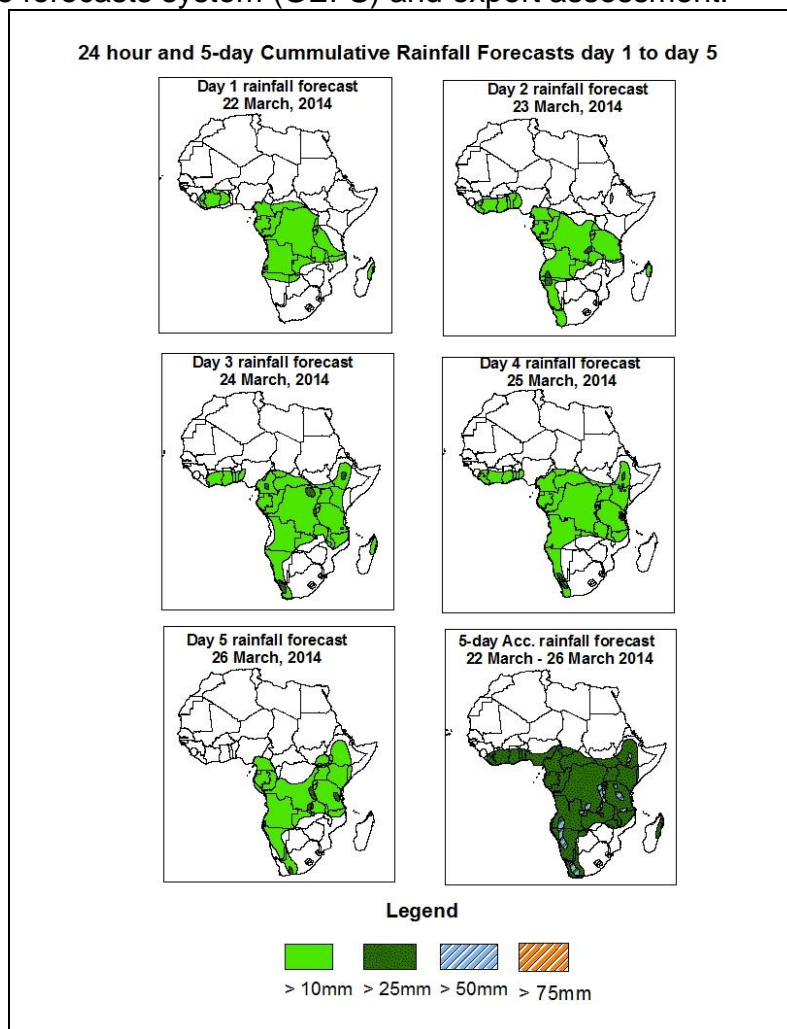 forecasts system (GEFS) and expert assessment.
24 hour and 5-day Cummulative Rainfall Forecasts day 1 to day 5
Day 1 rainfall forecast
22 March, 2014
Day 2 rainfall forecast
23 March, 2014
Day 3 rainfall forecast
24 March, 2014
Day 4 rainfall forecast
25 March, 2014
Day 5 rainfall forecast
26 March, 2014
5-day Acc. rainfall forecast
22 March - 26 March 2014
Legend
> 10mm > 25mm > 50mm > 75mm